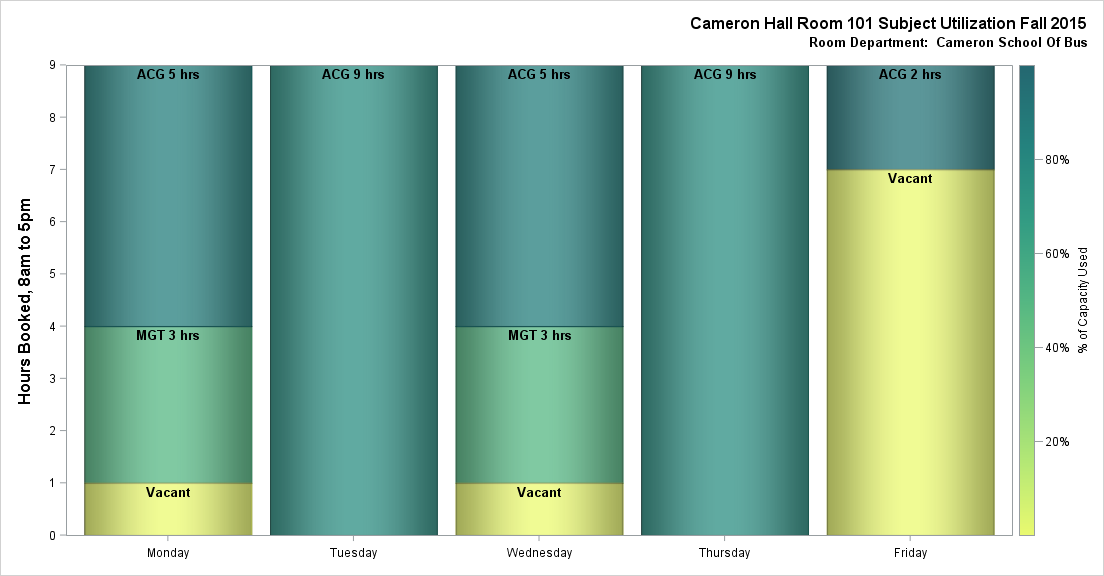 Cameron Hall Room 101 Subject Utilization Fall 2015
Room Department:  Cameron School Of Bus
Hours Booked, 8am to 5pm
9
8
7
6
5
4
3
2
1
0
ACG 5 hrs
MGT 3 hrs
Vacant
ACG 9 hrs
ACG 5 hrs
MGT 3 hrs
Vacant
ACG 9 hrs
ACG 2 hrs
Vacant
Monday
Tuesday
Wednesday
Thursday
Friday
80%
60%
40%
20%
% of Capacity Used